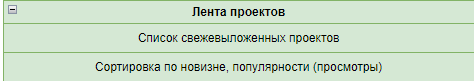 Лента проектов
Список свежевыложенных проектов
Сортировка по новизне, популярности (просмотры)